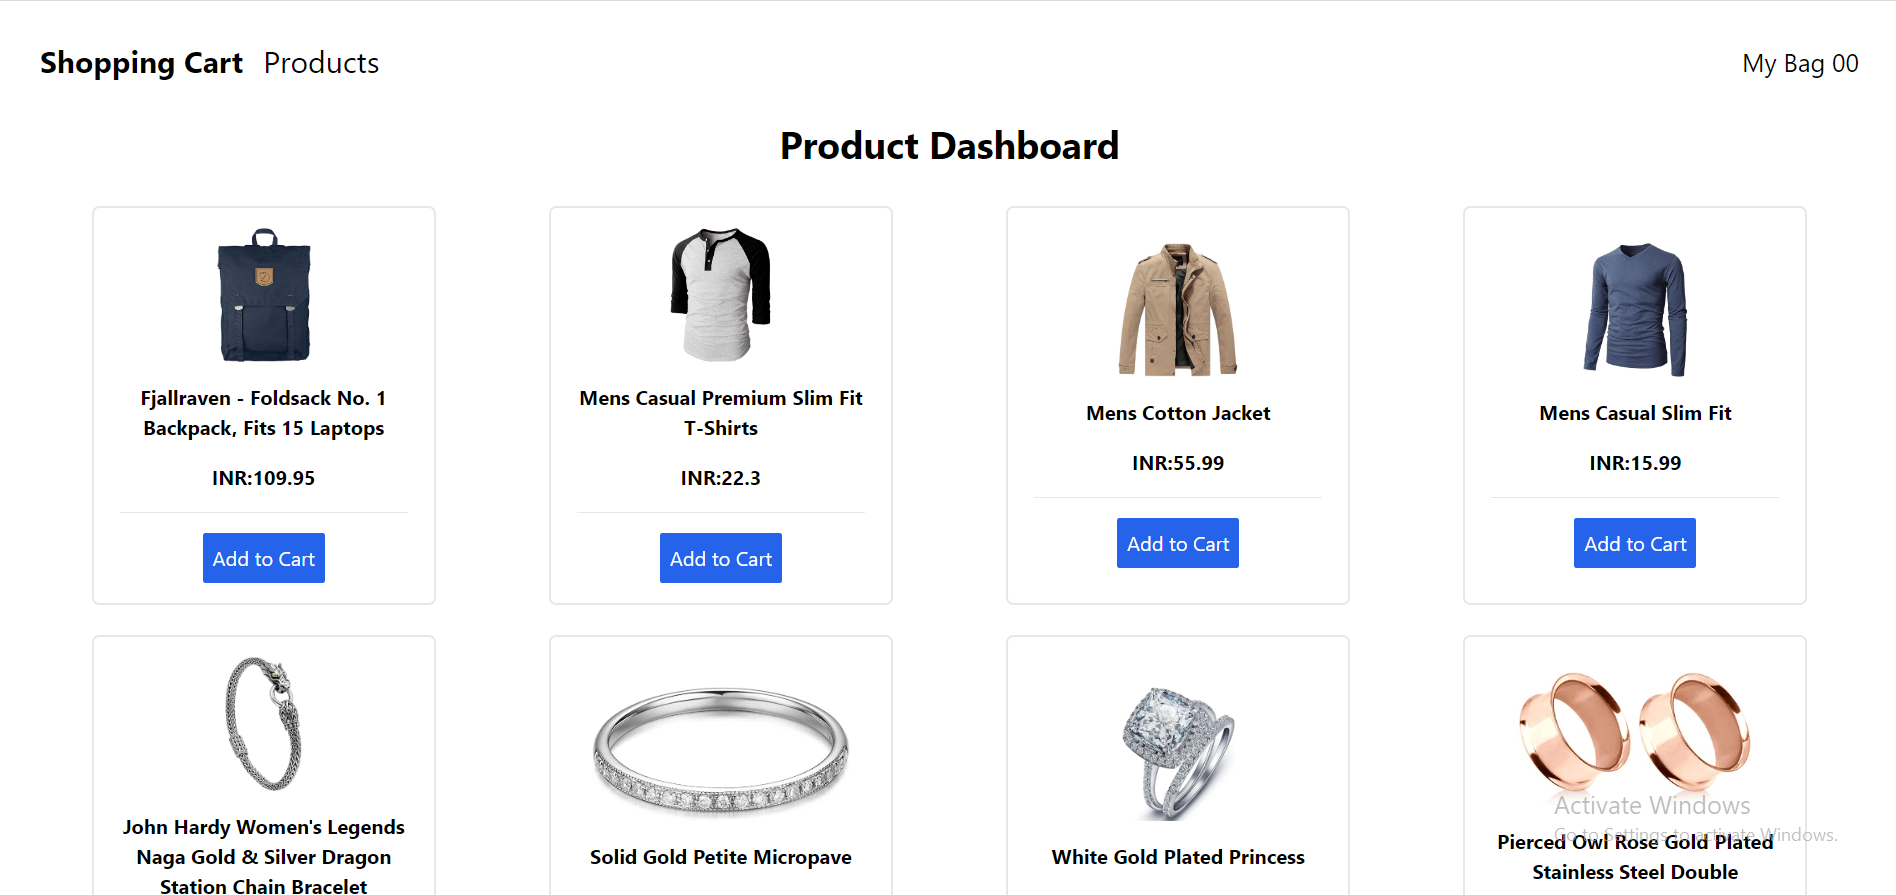 Shopping Cart Products
My Bag 00
Product Dashboard
Fjallraven - Foldsack No. 1
Backpack, Fits 15 Laptops
INR:109.95
Add to Cart
Mens Casual Premium Slim Fit
T-Shirts
INR:22.3
Add to Cart
Mens Cotton Jacket
INR:55.99
Add to Cart
Mens Casual Slim Fit
INR:15.99
Add to Cart
John Hardy Women's Legends
Naga Gold & Silver Dragon
Station Chain Bracelet
Solid Gold Petite Micropave
White Gold Plated Princess
Pierced Owl Rose Gold Plated
Stainless Steel Double
Activate Windows
Go to Settings to activate Windows.